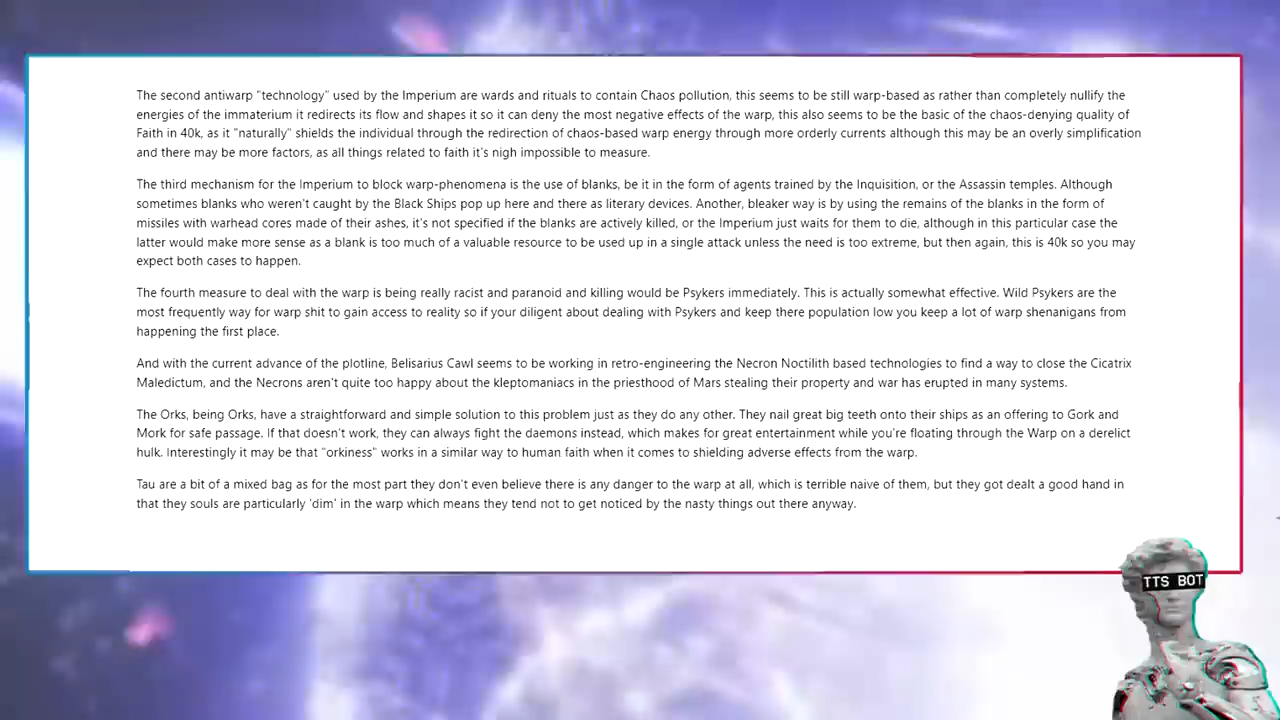 The second antiwarp "technology" used by the Imperium are wards and rituals to contain Chaos pollution, this seems to be still warp-based as rather than completely nullify the
energies of the immaterium it redirects its flow and shapes it so it can deny the most negative effects of the warp, this also seems to be the basic of the chaos-denying quality of
Faith in 40k, as it "naturally" shields the individual through the redirection of chaos-based warp energy through more orderly currents although this may be an overly simplification
and there may be more factors, as all things related to faith it's nigh impossible to measure.
The third mechanism for the Imperium to block warp-phenomena is the use of blanks, be it in the form of agents trained by the Inquisition, or the Assassin temples. Although
sometimes blanks who weren't caught by the Black Ships pop up here and there as literary devices. Another, bleaker way is by using the remains of the blanks in the form of
missiles with warhead cores made of their ashes, it's not specified if the blanks are actively killed, or the Imperium just waits for them to die, although in this particular case the
latter would make more sense as a blank is too much of a valuable resource to be used up in a single attack unless the need is too extreme, but then again, this is 40k so you may
expect both cases to happen.
The fourth measure to deal with the warp is being really racist and paranoid and killing would be Psykers immediately. This is actually somewhat effective. Wild Psykers are the
most frequently way for warp shit to gain access to reality so if your diligent about dealing with Psykers and keep there population low you keep a lot of warp shenanigans from
happening the first place.
And with the current advance of the plotline, Belisarius Cawl seems to be working in retro-engineering the Necron Noctilith based technologies to find a way to close the Cicatrix
Maledictum, and the Necrons aren't quite too happy about the kleptomaniacs in the priesthood of Mars stealing their property and war has erupted in many systems.
The Orks, being Orks, have a straightforward and simple solution to this problem just as they do any other. They nail great big teeth onto their ships as an offering to Gork and
Mork for safe passage. If that doesn't work, they can always fight the daemons instead, which makes for great entertainment while you're floating through the Warp on a derelict
hulk. Interestingly it may be that "orkiness" works in a similar way to human faith when it comes to shielding adverse effects from the warp.
Tau are a bit of a mixed bag as for the most part they don't even believe there is any danger to the warp at all, which is terrible naive of them, but they got dealt a good hand in
that they souls are particularly 'dim' in the warp which means they tend not to get noticed by the nasty things out there anyway.
TTS BOT